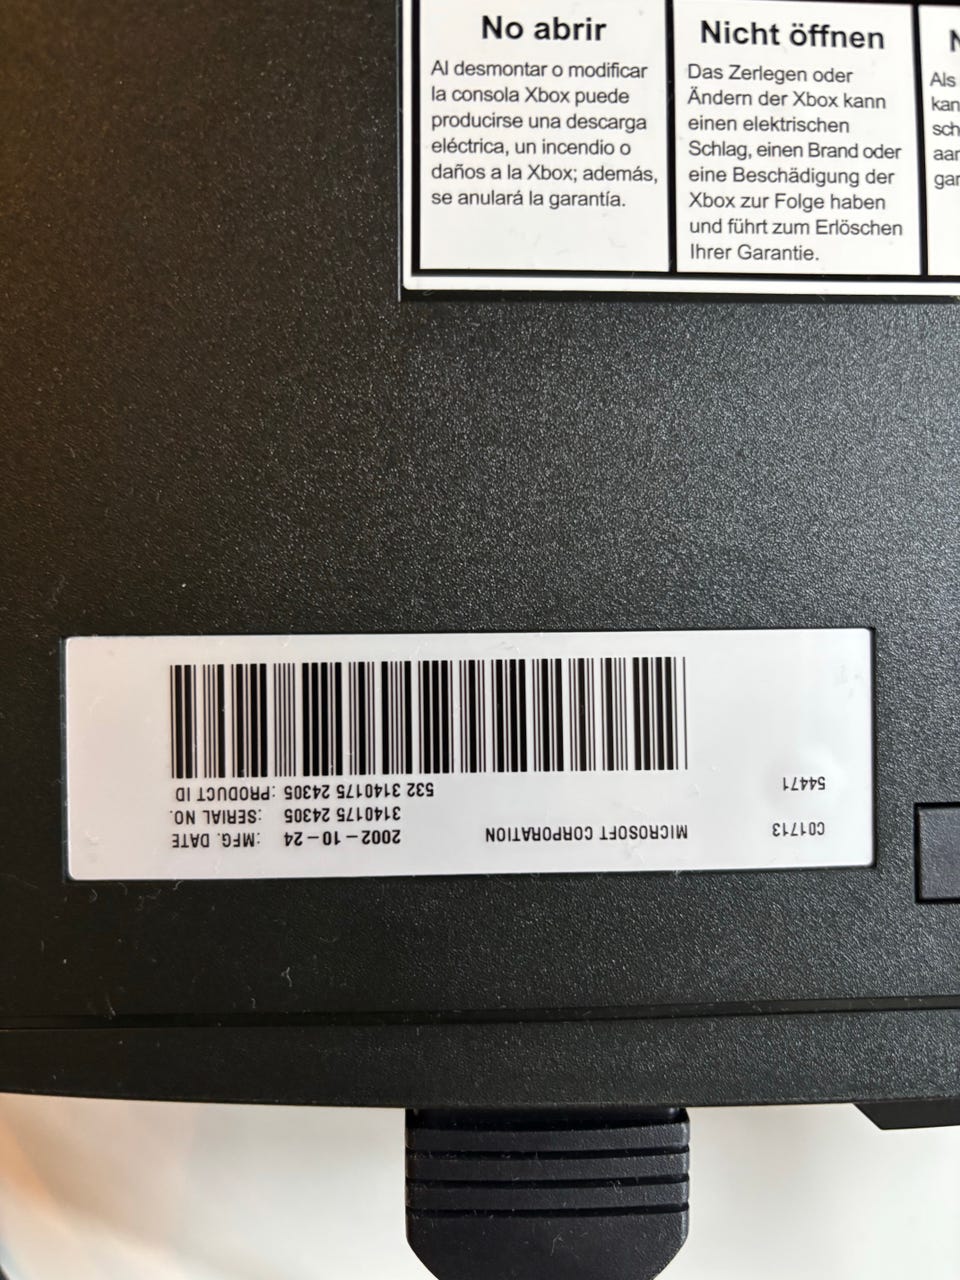 No abrir
Al desmontar o modificar
la consola Xbox puede
producirse una descarga
eléctrica, un incendio o
daños a la Xbox; además,
se anulará la garantía.
Nicht öffnen
Das Zerlegen oder
Ändern der Xbox kann
einen elektrischen
Schlag, einen Brand oder
eine Beschädigung der
Xbox zur Folge haben
und führt zum Erlöschen
Ihrer Garantie.
Als
C01713 MICROSOFT CORPORATION 2002-10-24 :MFG. DATE
3140175 24305 :SERIAL NO.
54471 532 3140175 24305 :PRODUCT ID